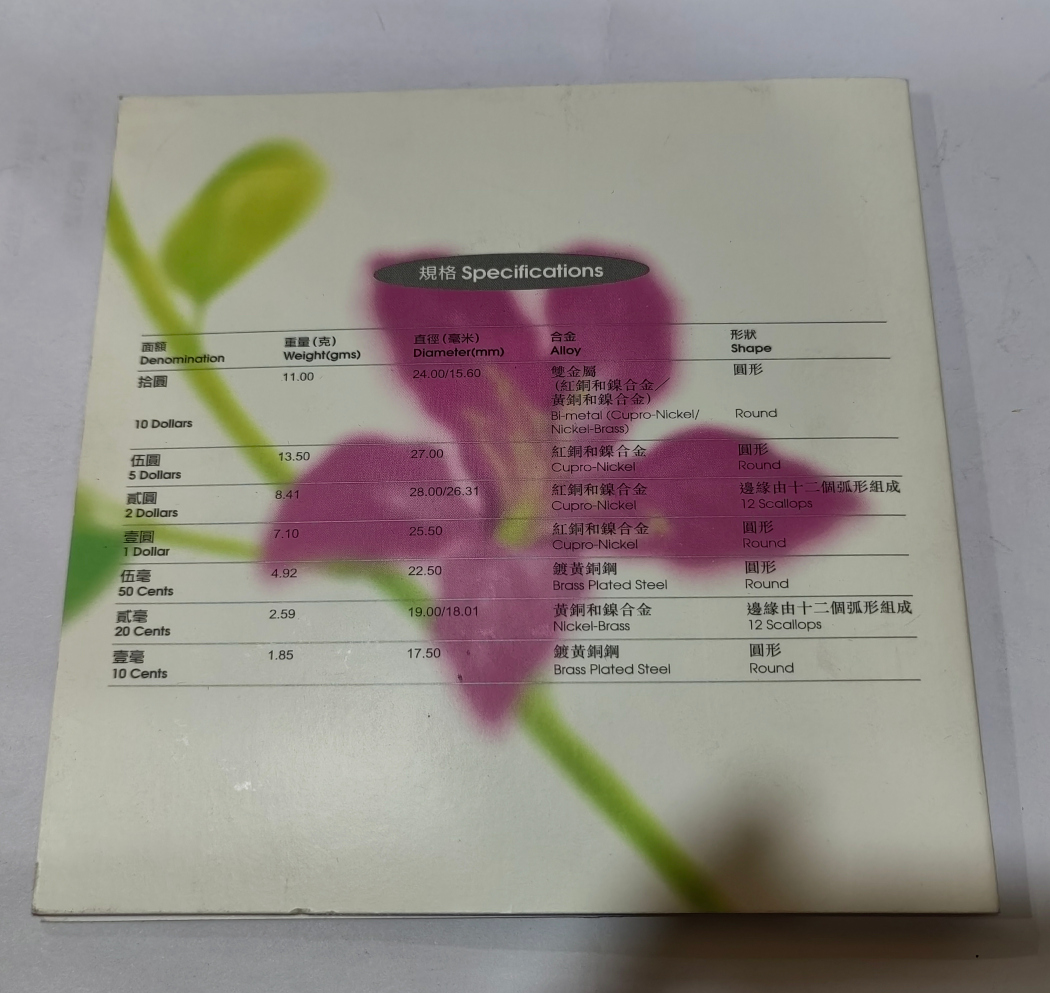 規格 Specifications
面額 重量(克) 直徑(毫米) 合金 形狀
Denomination Weight(gms) Diameter(mm) Alloy Shape
拾圓 11.00 24.00/15.60 雙金屬 圓形
(紅銅和鎳合金/
黃銅和鎳合金)
10 Dollars Bi-metal (Cupro-Nickel/ Round
Nickel-Brass)
伍圓 13.50 27.00 紅銅和鎳合金 圓形
5 Dollars Cupro-Nickel Round
貳圓 8.41 28.00/26.31 紅銅和鎳合金 邊緣由十二個弧形組成
2 Dollars Cupro-Nickel 12 Scallops
壹圓 7.10 25.50 紅銅和鎳合金 圓形
1 Dollar Cupro-Nickel Round
伍毫 4.92 22.50 鍍黃銅鋼 圓形
50 Cents Brass Plated Steel Round
貳毫 2.59 19.00/18.01 黃銅和鎳合金 邊緣由十二個弧形組成
20 Cents Nickel-Brass 12 Scallops
壹毫 1.85 17.50 鍍黃銅鋼 圓形
10 Cents Brass Plated Steel Round